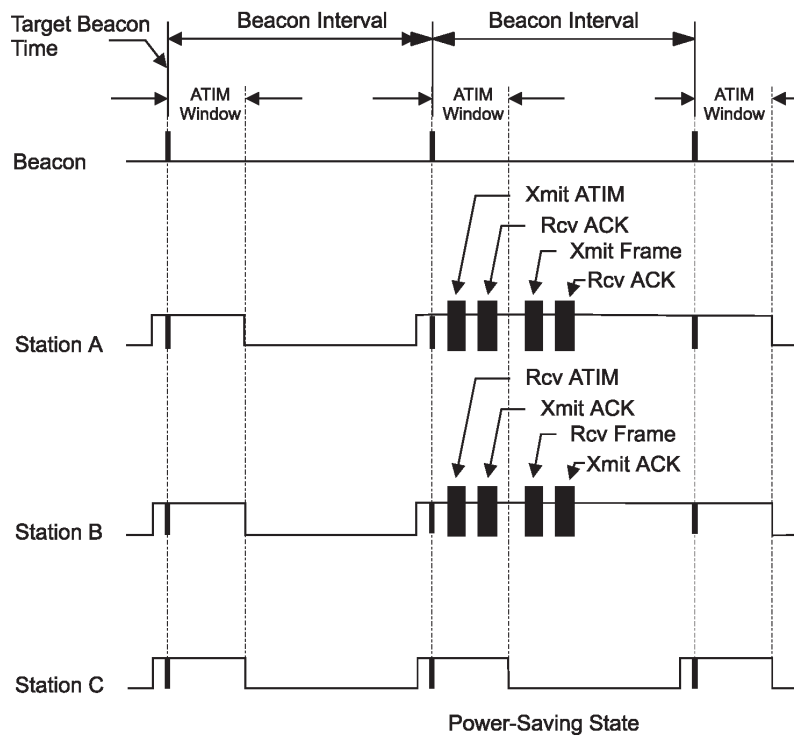 Target Beacon
Time
Beacon Interval
Beacon Interval
ATIM
Window
ATIM
Window
ATIM
Window
Beacon
Xmit ATIM
Rcv ACK
Xmit Frame
Rcv ACK
Station A
Rcv ATIM
Xmit ACK
Rcv Frame
Xmit ACK
Station B
Station C
Power-Saving State